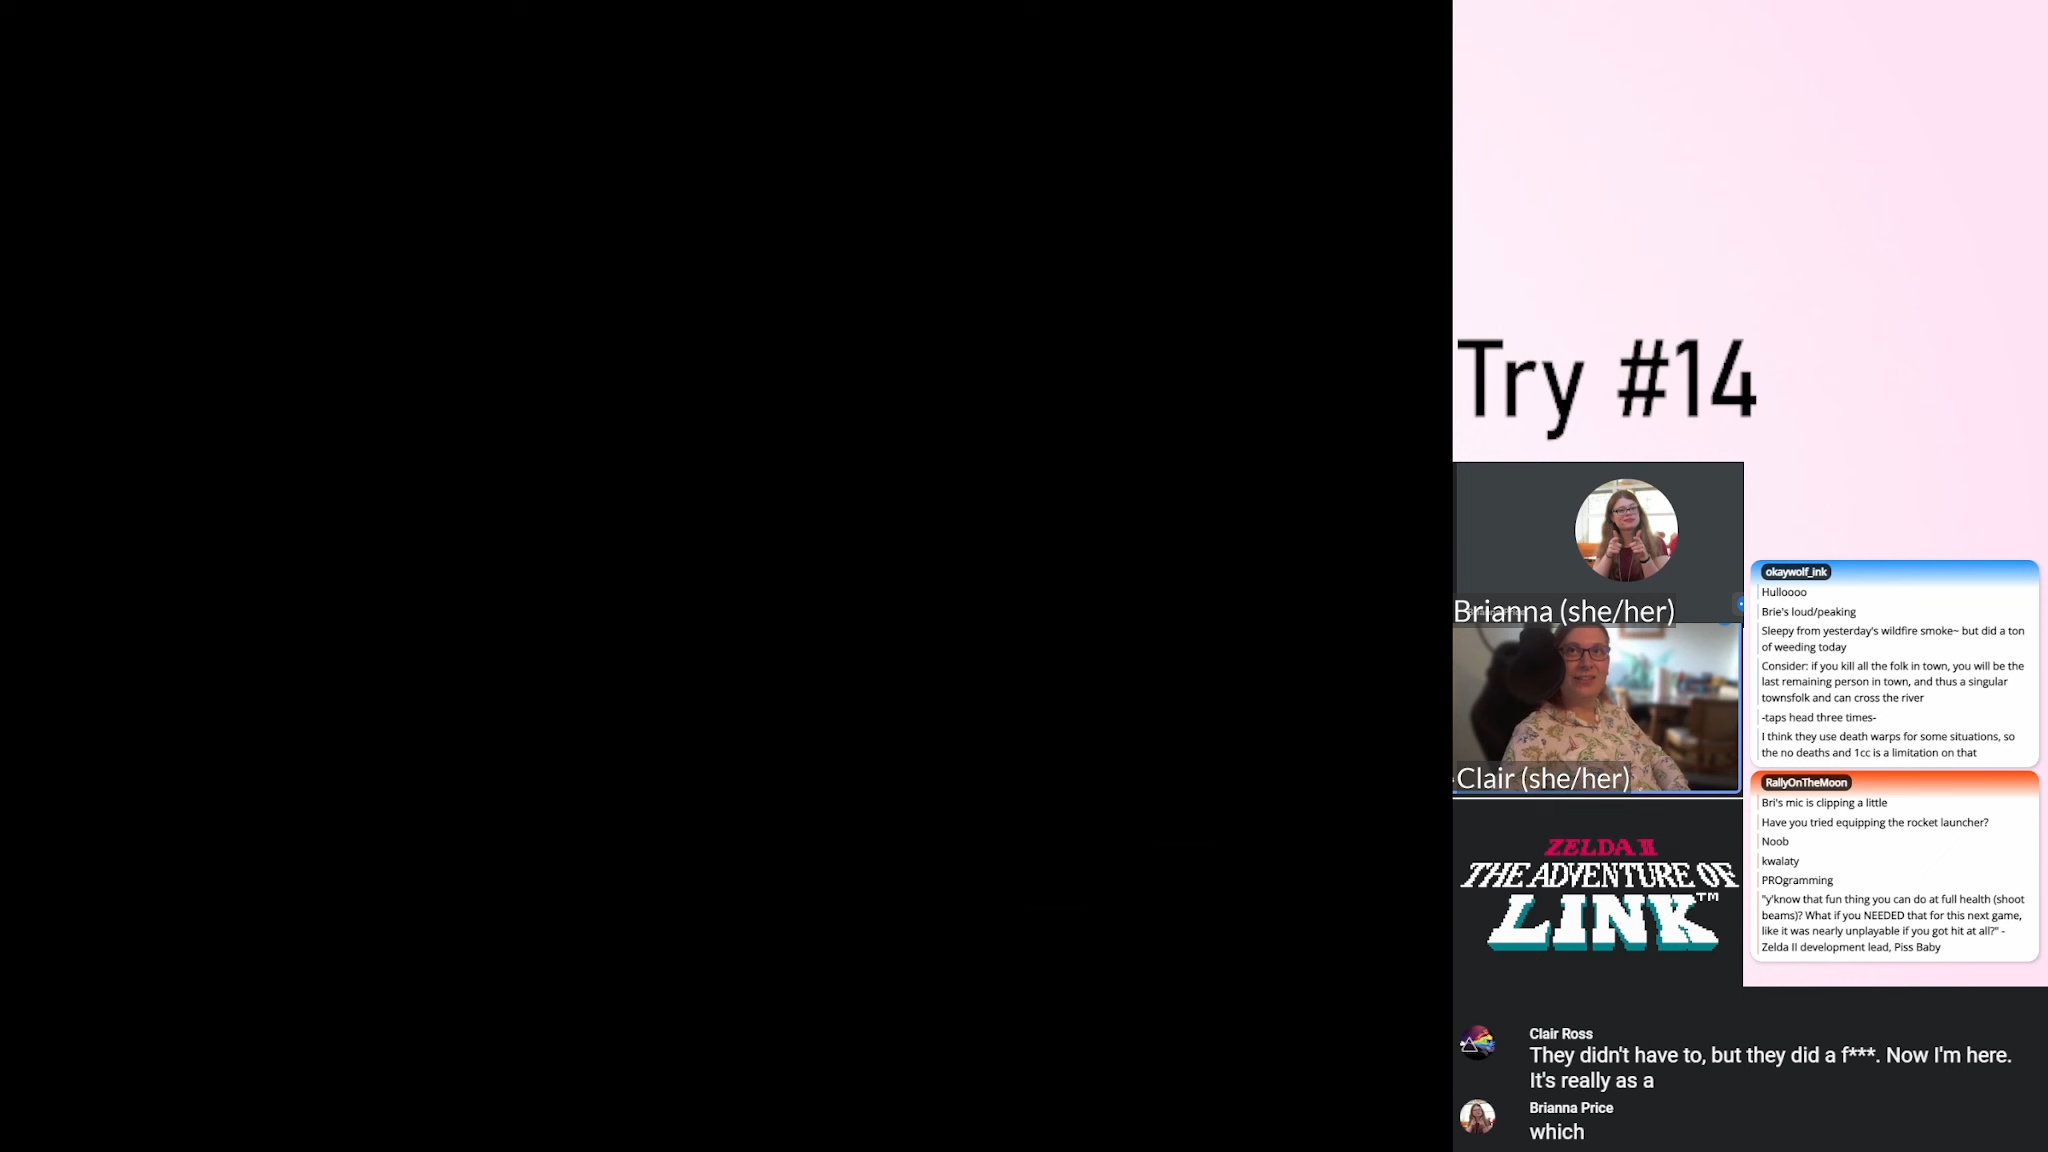 Try #14
Brianna (she/her)
Clair (she/her)
ZELDA II
THE ADVENTURE OF
LINK™
okaywolf_ink
Hulloooo
Brie's loud/peaking
Sleepy from yesterday's wildfire smoke~ but did a ton
of weeding today
Consider: if you kill all the folk in town, you will be the
last remaining person in town, and thus a singular
townsfolk and can cross the river
-taps head three times-
I think they use death warps for some situations, so
the no deaths and 1cc is a limitation on that
RallyOnTheMoon
Bri's mic is clipping a little
Have you tried equipping the rocket launcher?
Noob
kwalaty
PROgramming
"y'know that fun thing you can do at full health (shoot
beams)? What if you NEEDED that for this next game,
like it was nearly unplayable if you got hit at all?" -
Zelda II development lead, Piss Baby
Clair Ross
They didn't have to, but they did a f***. Now I'm here.
It's really as a
Brianna Price
which